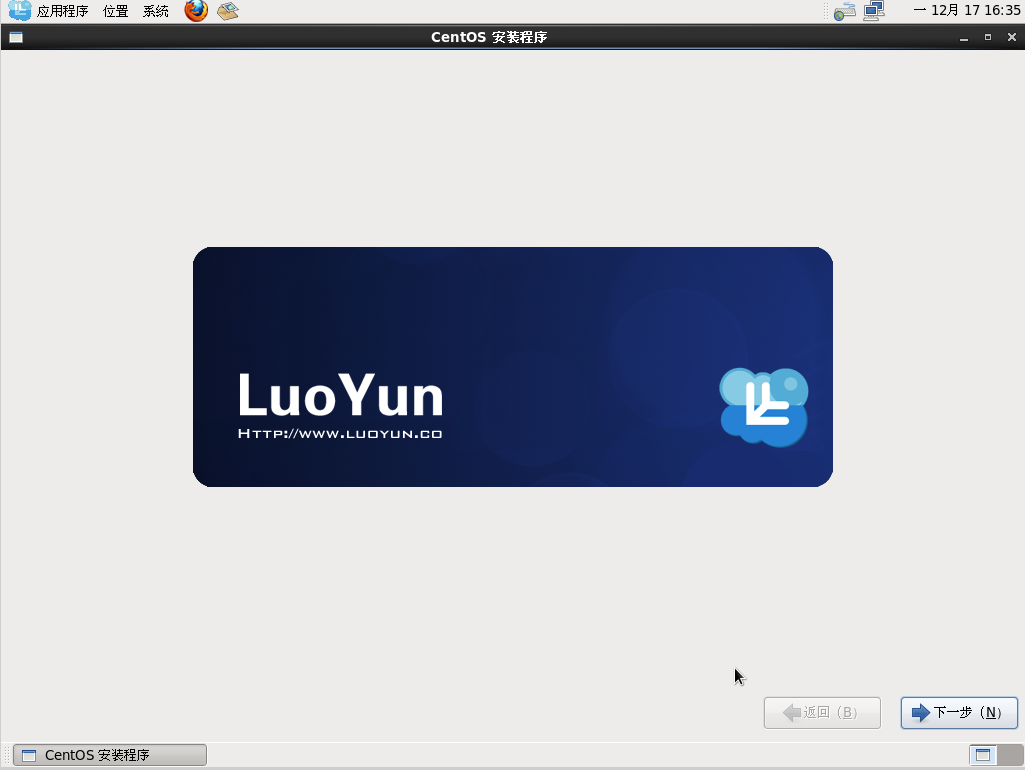 应用程序 位置 系统 一 12月 17 16:35
CentOS 安装程序
LuoYun
HTTP://WWW.LUOYUN.CO
返回（B）
下一步（N）
CentOS 安装程序